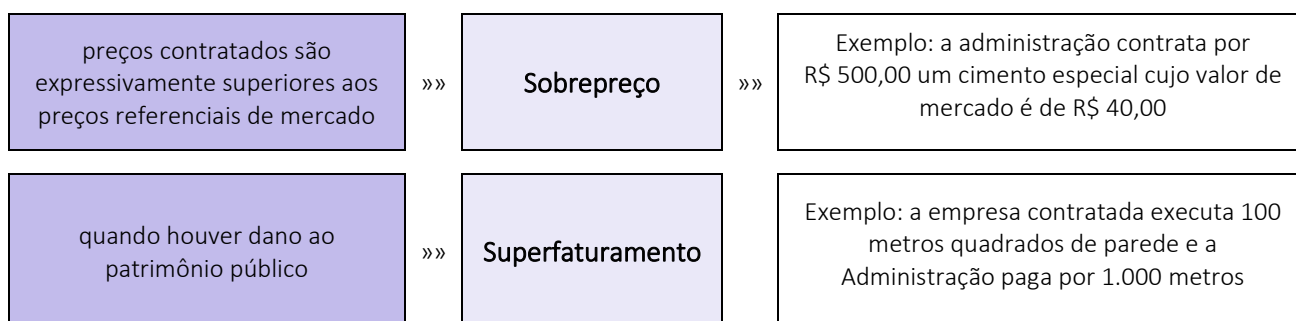 preços contratados são
expressivamente superiores aos
preços referenciais de mercado
»»
Sobrepreço
»»
Exemplo: a administração contrata por
R$ 500,00 um cimento especial cujo valor de
mercado é de R$ 40,00
quando houver dano ao
patrimônio público
»»
Superfaturamento
Exemplo: a empresa contratada executa 100
metros quadrados de parede e a
Administração paga por 1.000 metros